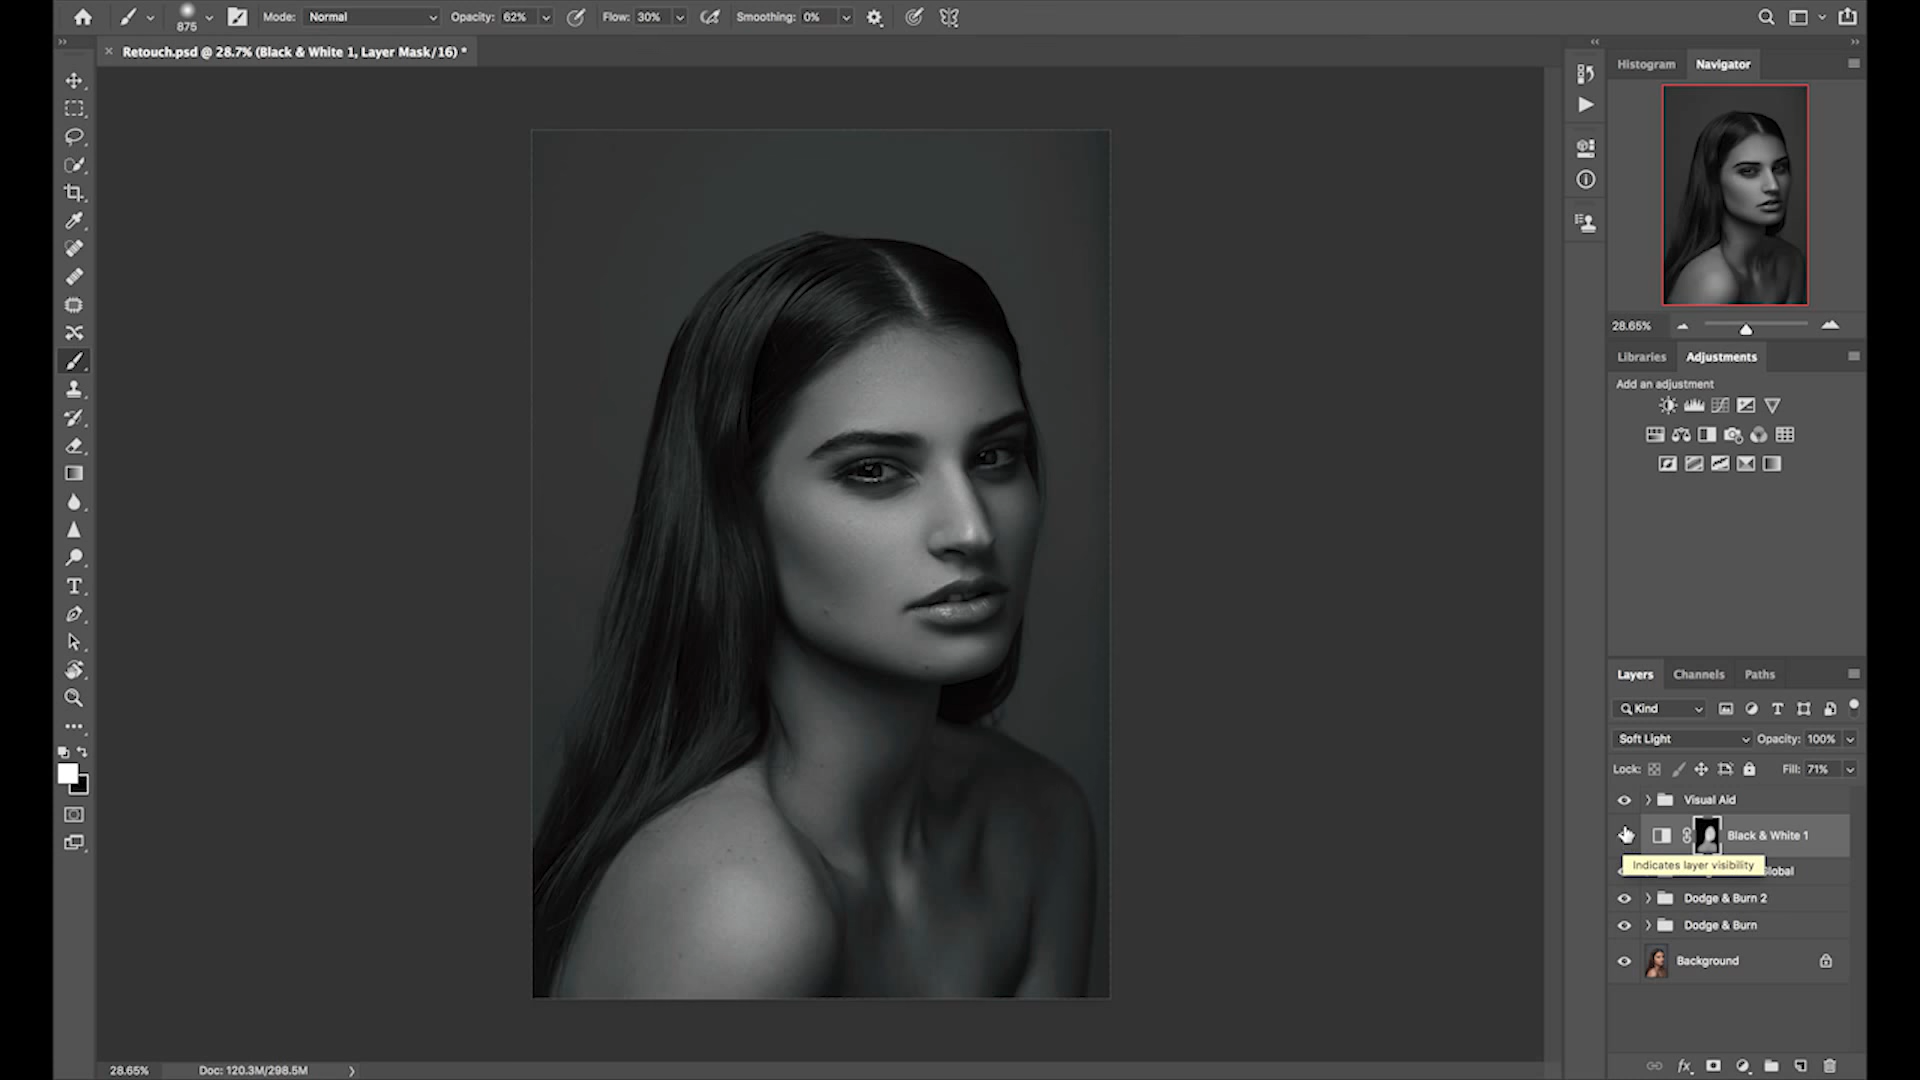 875
Mode: Normal
Opacity: 62%
Flow: 30%
Smoothing: 0%
Retouch.psd @ 28.7% (Black & White 1, Layer Mask/16) *
Histogram
Navigator
28.65%
Libraries
Adjustments
Add an adjustment
Layers
Channels
Paths
Kind
Soft Light
Opacity: 100%
Lock:
Fill: 71%
Visual Aid
Black & White 1
Indicates layer visibility
Global
Dodge & Burn 2
Dodge & Burn
Background
28.65%
Doc: 120.3M/298.5M